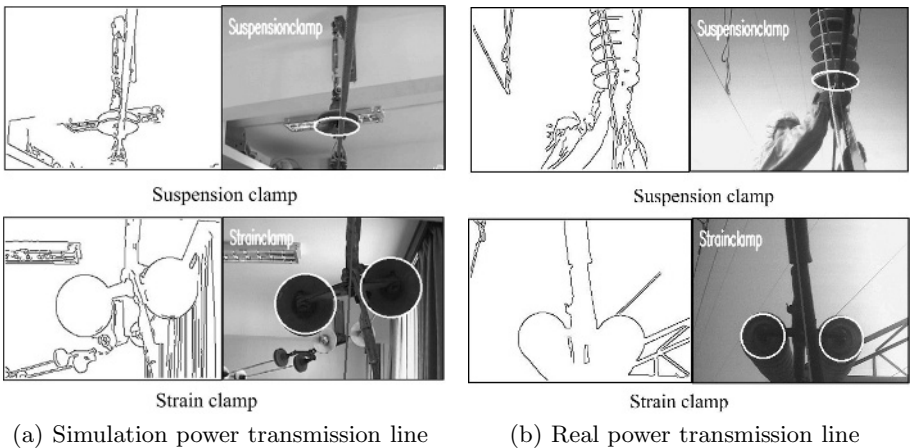 Suspensionclamp
Suspensionclamp
Suspension clamp
Suspension clamp
Strainclamp
Strainclamp
Strain clamp
Strain clamp
(a) Simulation power transmission line
(b) Real power transmission line